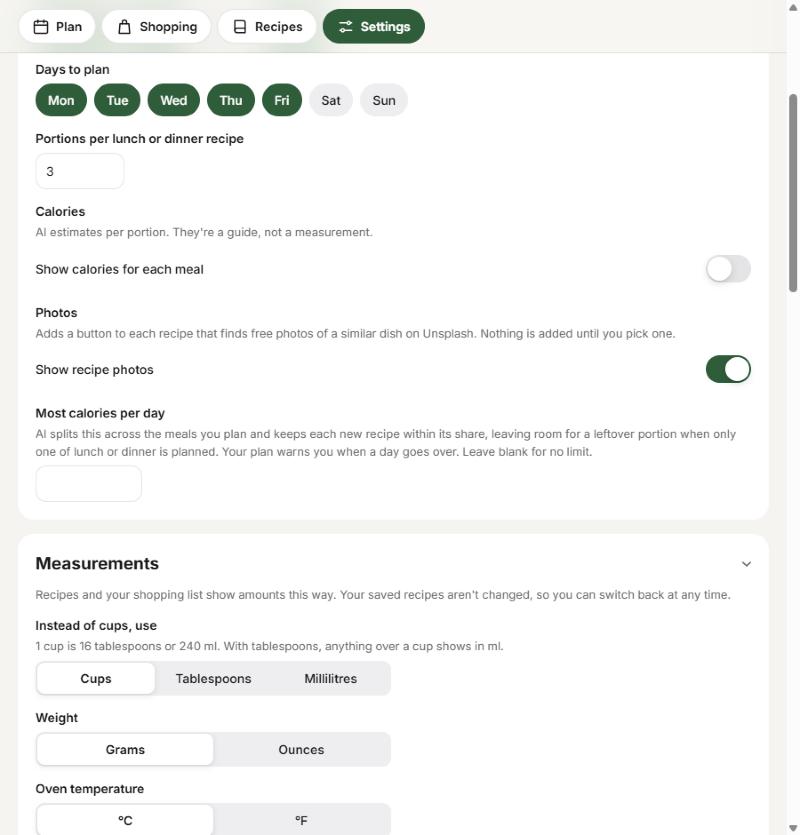 Plan
Shopping
Recipes
Settings
Days to plan
Mon
Tue
Wed
Thu
Fri
Sat
Sun
Portions per lunch or dinner recipe
3
Calories
AI estimates per portion. They're a guide, not a measurement.
Show calories for each meal
Photos
Adds a button to each recipe that finds free photos of a similar dish on Unsplash. Nothing is added until you pick one.
Show recipe photos
Most calories per day
AI splits this across the meals you plan and keeps each new recipe within its share, leaving room for a leftover portion when only
one of lunch or dinner is planned. Your plan warns you when a day goes over. Leave blank for no limit.
Measurements
Recipes and your shopping list show amounts this way. Your saved recipes aren't changed, so you can switch back at any time.
Instead of cups, use
1 cup is 16 tablespoons or 240 ml. With tablespoons, anything over a cup shows in ml.
Cups
Tablespoons
Millilitres
Weight
Grams
Ounces
Oven temperature
°C
°F